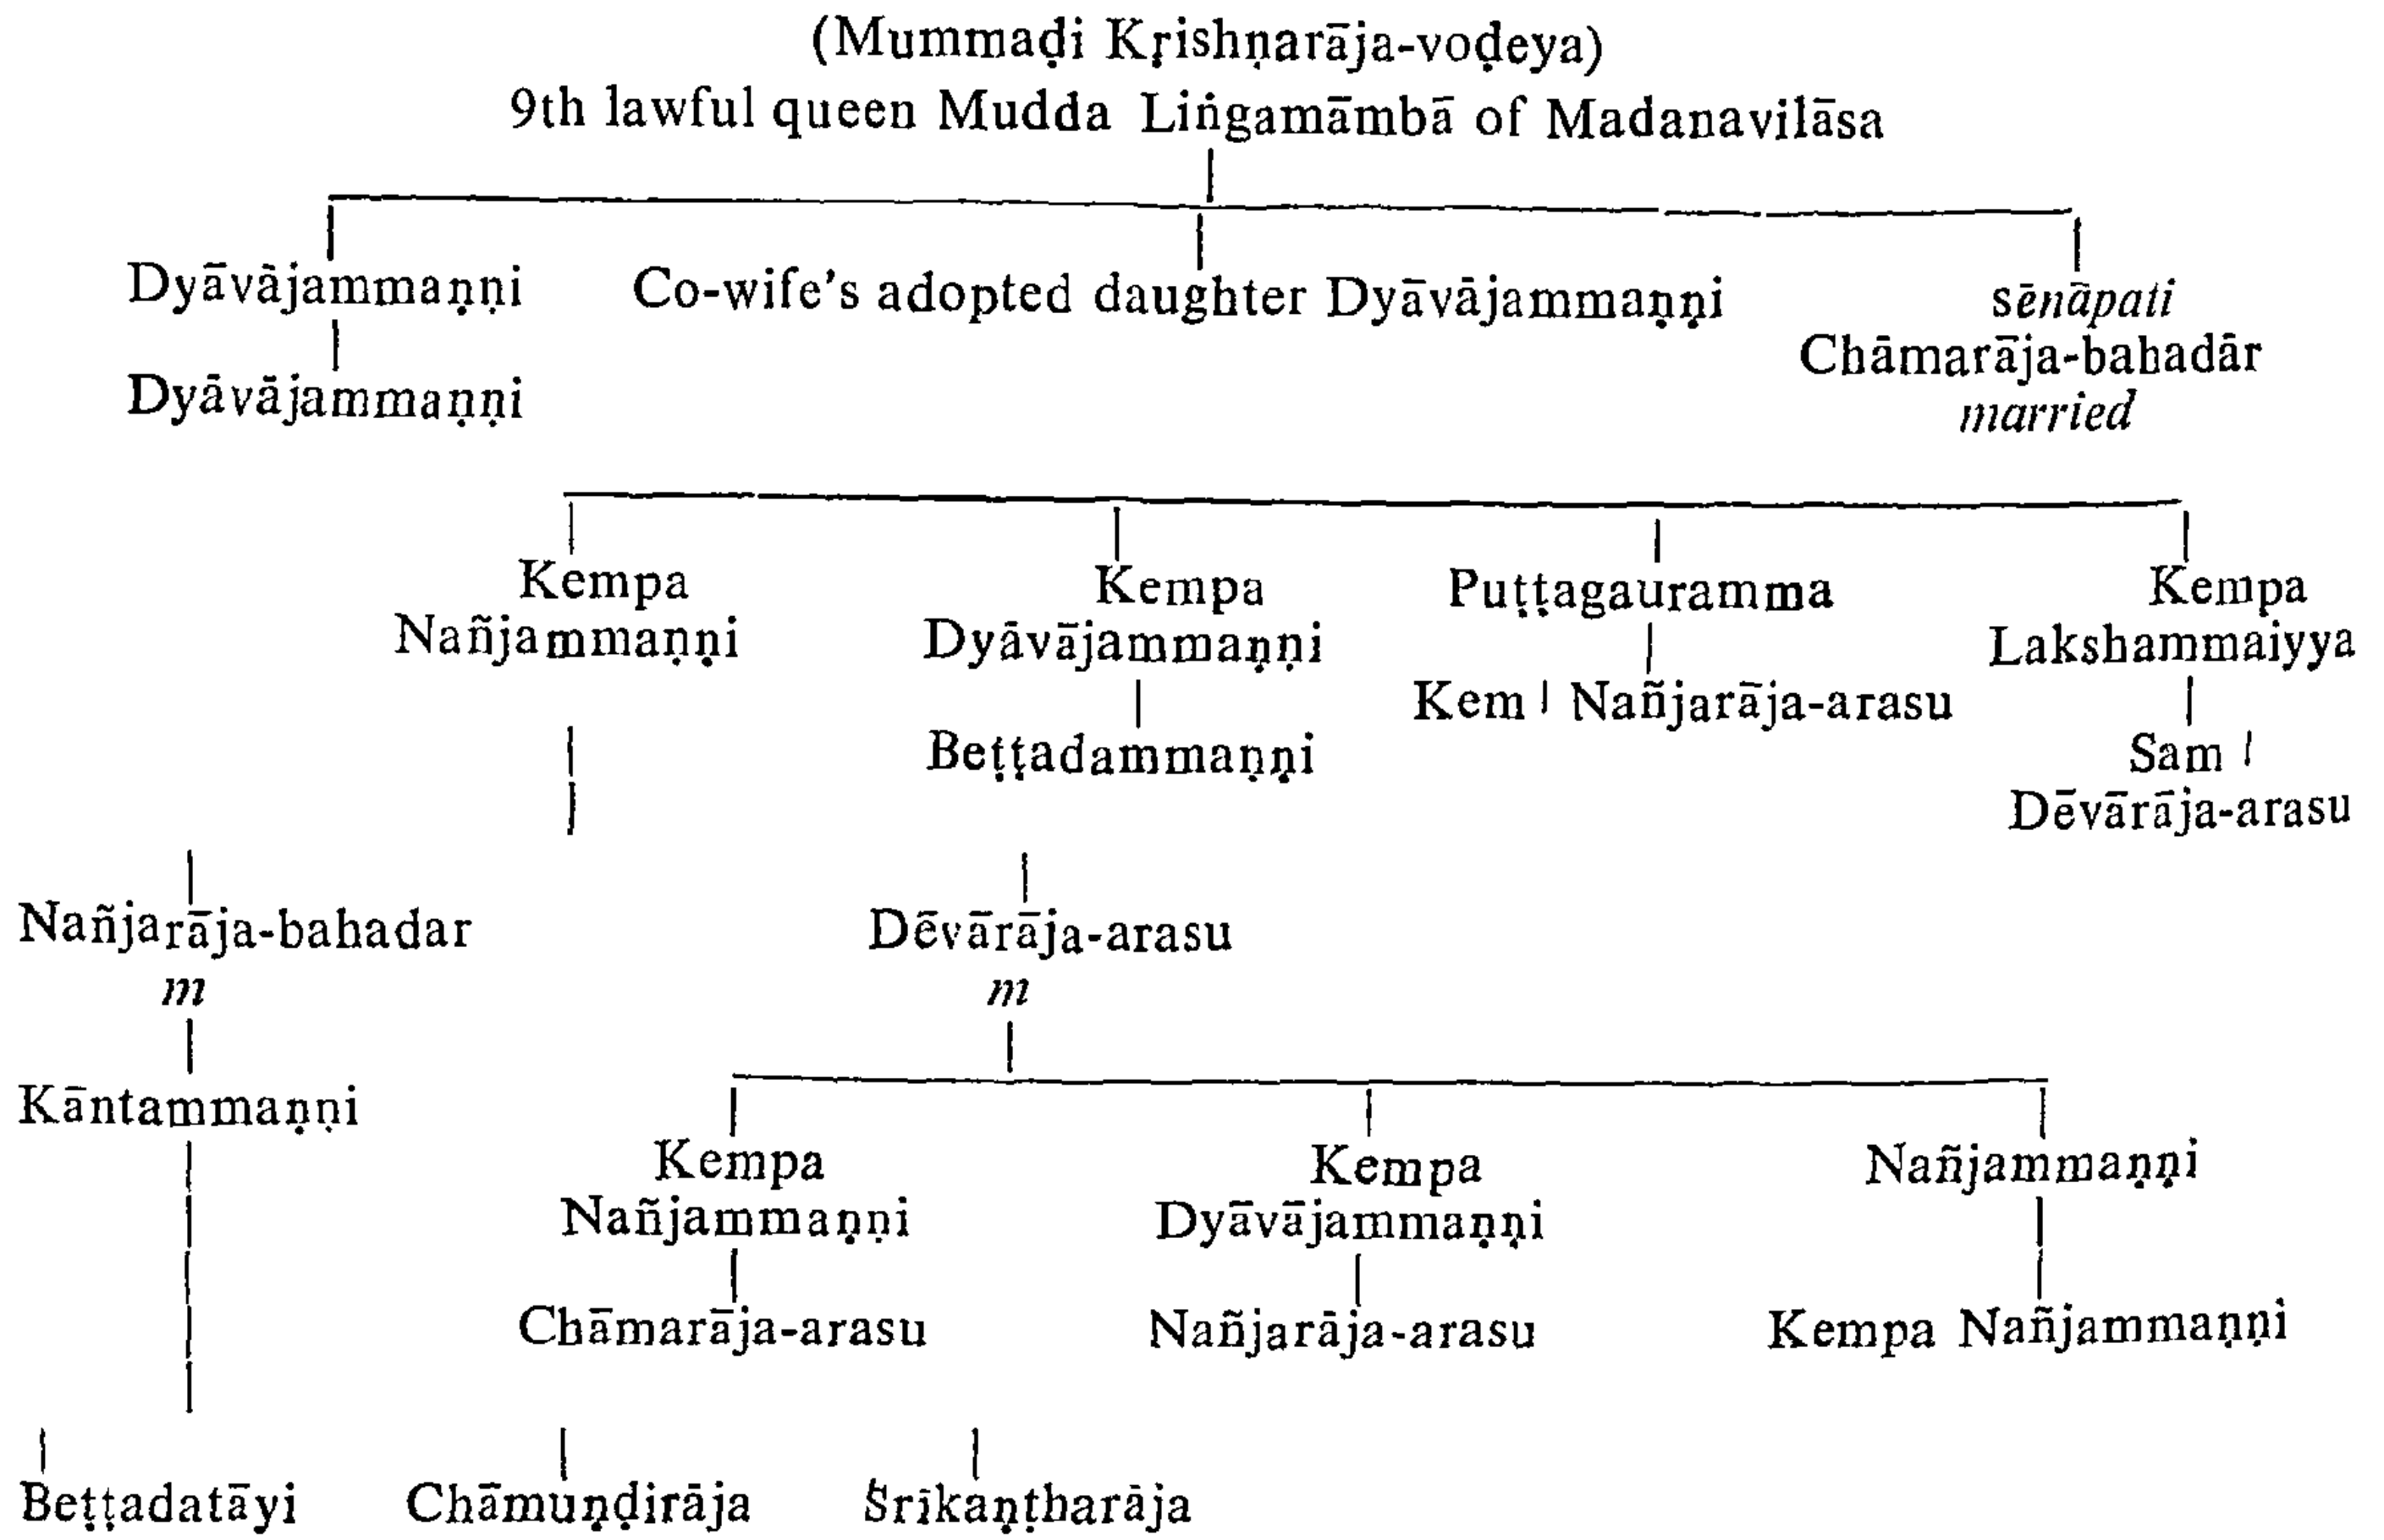 (Mummaḍi Kṛishṇarāja-voḍeya)
9th lawful queen Mudda Liṅgamāmbā of Madanavilāsa
Dyāvājammaṇṇi
Co-wife's adopted daughter Dyāvājammaṇṇi
sēnāpati
Chāmarāja-bahadār
married
Dyāvājammaṇṇi
Kempa
Nañjammaṇṇi
Kempa
Dyāvājammaṇṇi
Puṭṭagauramma
Kempa
Lakshammaiyya
Kem | Nañjarāja-arasu
Beṭṭadammaṇṇi
Sam |
Dēvārāja-arasu
Nañjarāja-bahadar
m
Dēvārāja-arasu
m
Kāntammaṇṇi
Kempa
Nañjammaṇṇi
Kempa
Dyāvājammaṇṇi
Nañjammaṇṇi
Chāmarāja-arasu
Nañjarāja-arasu
Kempa Nañjammaṇṇi
Beṭṭadatāyi
Chāmuṇḍirāja
Śrīkaṇṭharāja